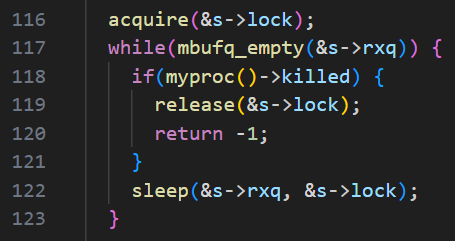 116 acquire(&s->lock);
117 while(mbufq_empty(&s->rxq)) {
118 if(myproc()->killed) {
119 release(&s->lock);
120 return -1;
121 }
122 sleep(&s->rxq, &s->lock);
123 }